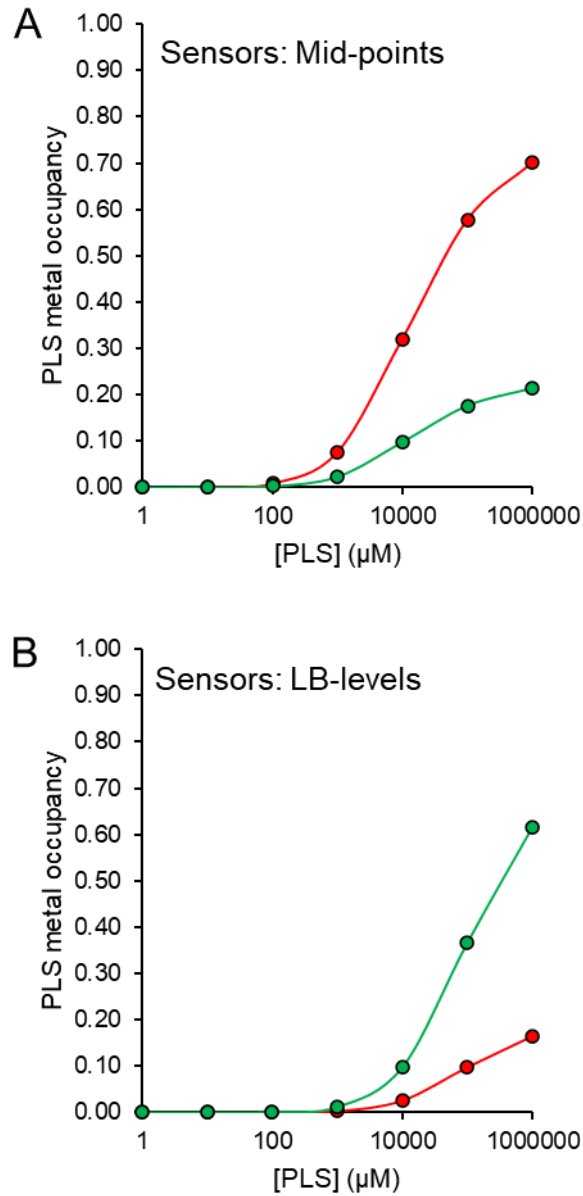 A
Sensors: Mid-points
PLS metal occupancy
1.00
0.90
0.80
0.70
0.60
0.50
0.40
0.30
0.20
0.10
0.00
1 100 10000 1000000
[PLS] (µM)
B
Sensors: LB-levels
PLS metal occupancy
1.00
0.90
0.80
0.70
0.60
0.50
0.40
0.30
0.20
0.10
0.00
1 100 10000 1000000
[PLS] (µM)